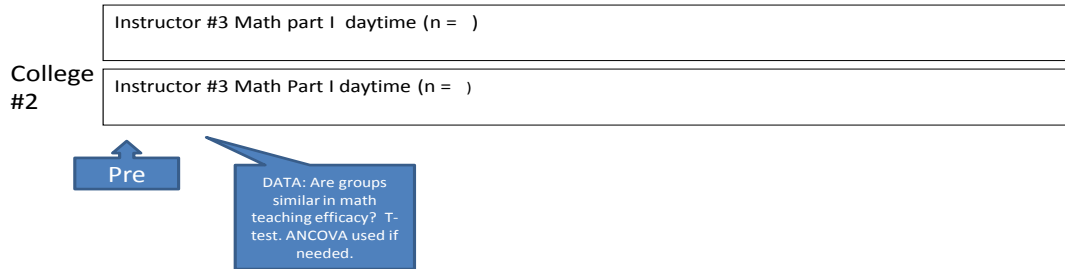 Instructor #3 Math part I  daytime (n =   )
College
#2
Instructor #3 Math Part I daytime (n =   )
Pre
DATA: Are groups
similar in math
teaching efficacy?  T-
test. ANCOVA used if
needed.